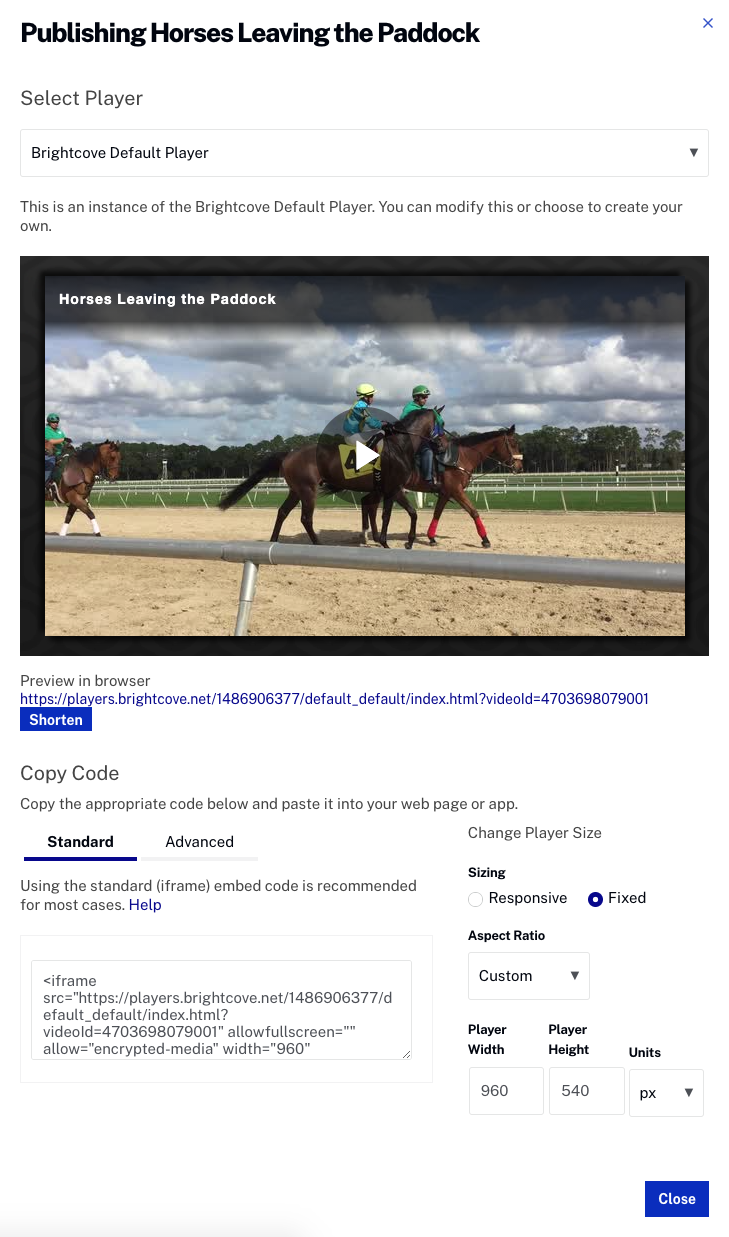 Publishing Horses Leaving the Paddock
×
Select Player
Brightcove Default Player ▼
This is an instance of the Brightcove Default Player. You can modify this or choose to create your
own.
Horses Leaving the Paddock
4
Preview in browser
https://players.brightcove.net/1486906377/default_default/index.html?videoId=4703698079001
Shorten
Copy Code
Copy the appropriate code below and paste it into your web page or app.
Standard Advanced
Using the standard (iframe) embed code is recommended
for most cases. Help
<iframe
src="https://players.brightcove.net/1486906377/d
efault_default/index.html?
videoId=4703698079001" allowfullscreen=""
allow="encrypted-media" width="960"
Change Player Size
Sizing
Responsive Fixed
Aspect Ratio
Custom ▼
Player
Width
Player
Height
Units
960 540 px ▼
Close